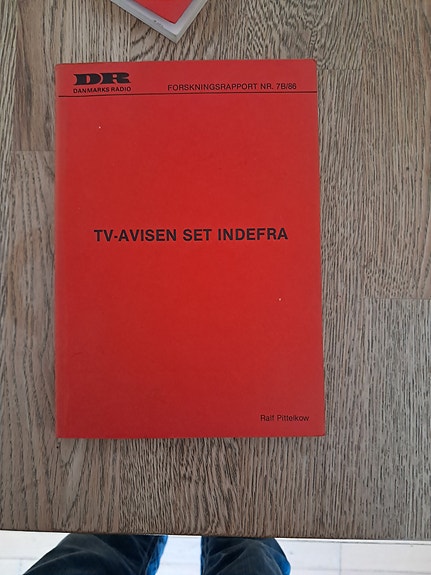 DR
DANMARKS RADIO
FORSKNINGSRAPPORT NR. 7B/86
TV-AVISEN SET INDEFRA
Ralf Pittelkow